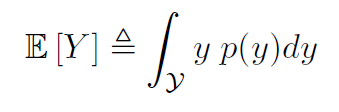 𝔼 [Y] ≜ ∫_𝒴 y p(y)dy